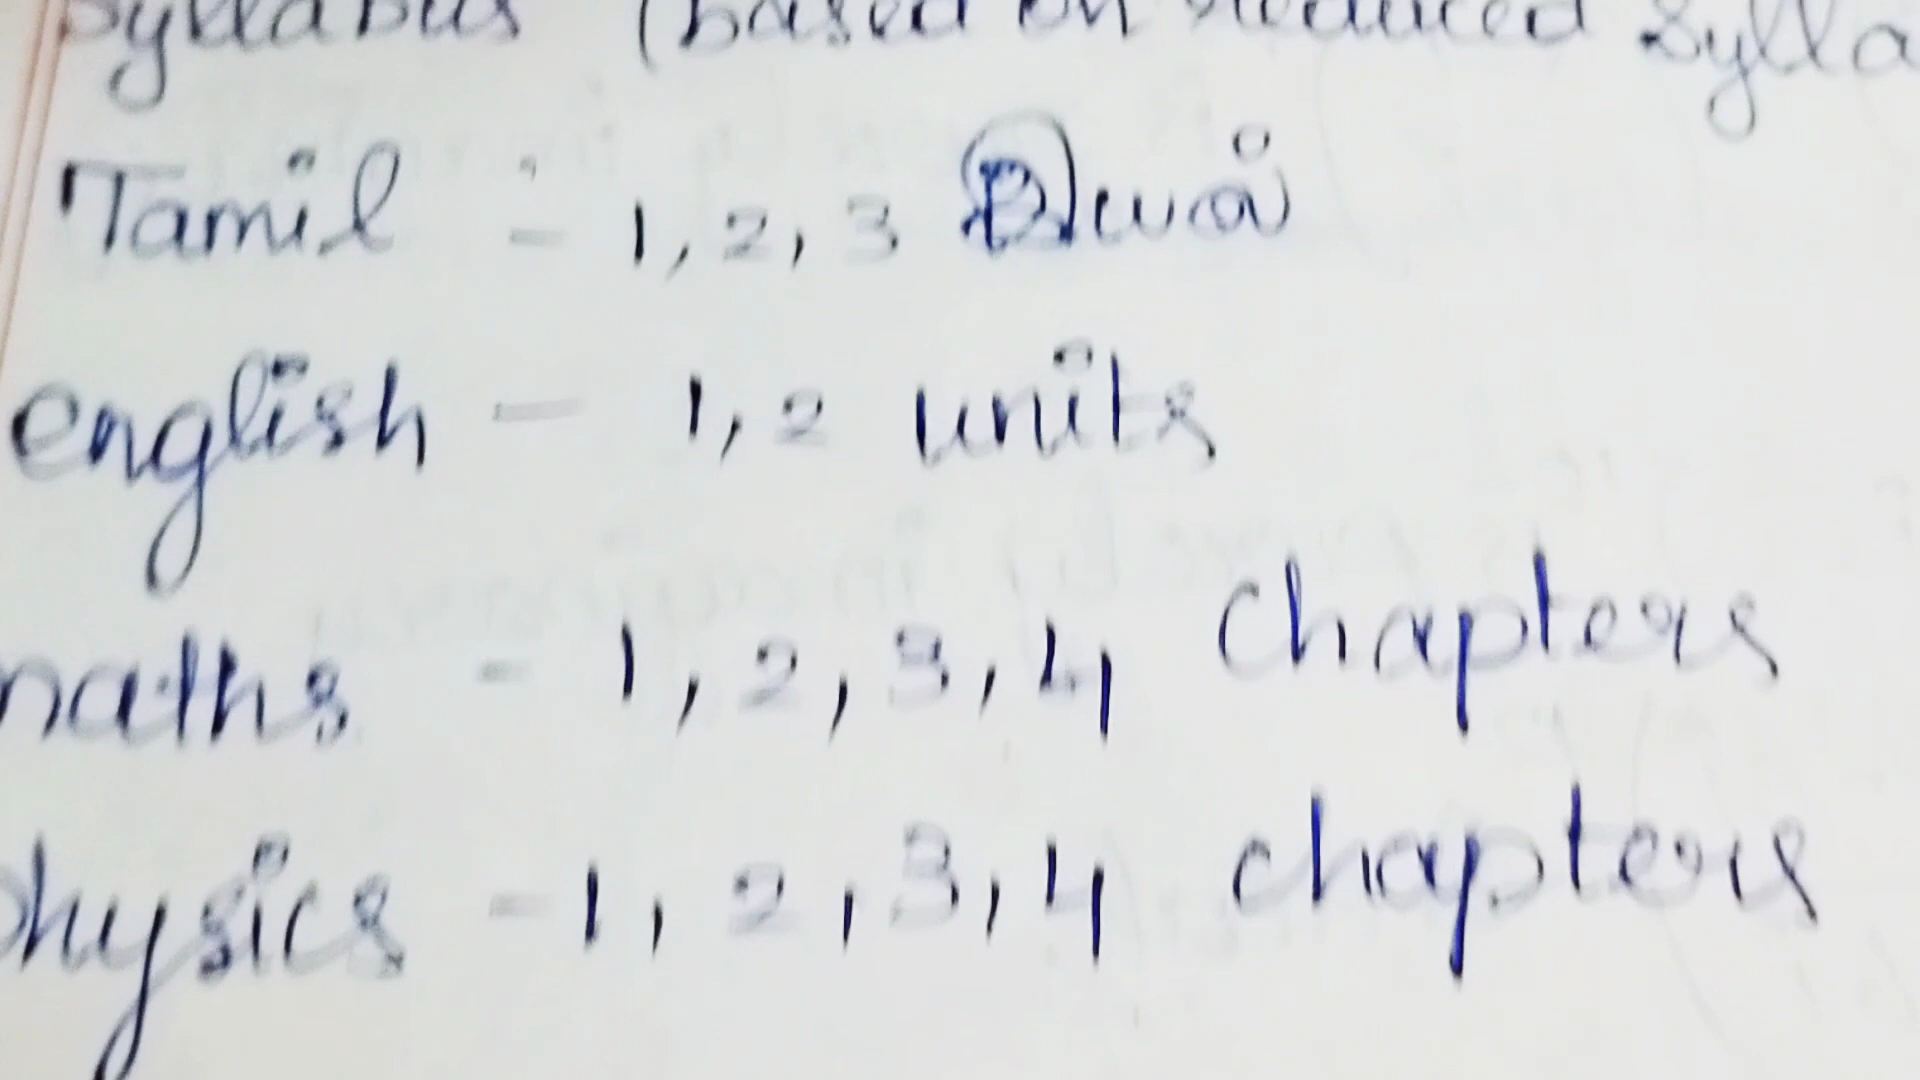 Syllabus (based on reduced Sylla
Tamil - 1, 2, 3 இயல்
english - 1, 2 units
maths - 1, 2, 3, 4 chapters
physics - 1, 2, 3, 4 chapters